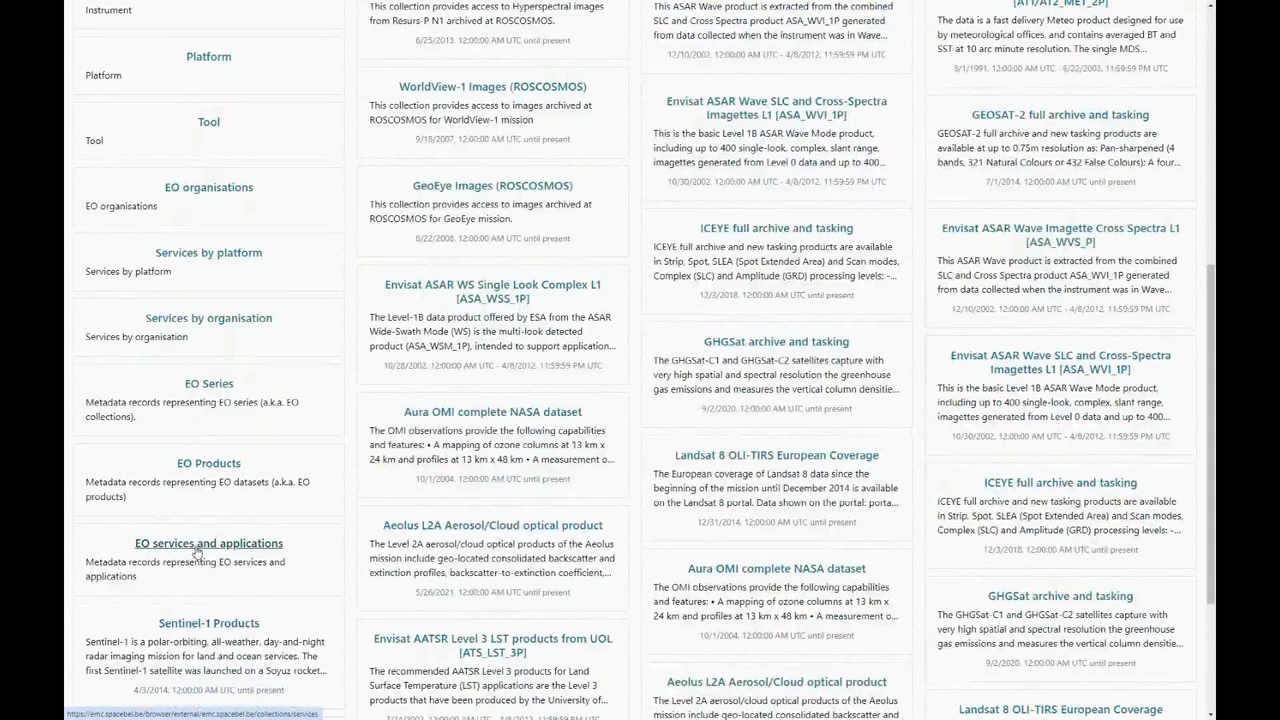 Instrument
Platform
Platform
Tool
Tool
EO organisations
EO organisations
Services by platform
Services by platform
Services by organisation
Services by organisation
EO Series
Metadata records representing EO series (a.k.a. EO
collections).
EO Products
Metadata records representing EO datasets (a.k.a. EO
products)
EO services and applications
Metadata records representing EO services and
applications
Sentinel-1 Products
Sentinel-1 is a polar-orbiting, all-weather, day-and-night
radar imaging mission for land and ocean services. The
first Sentinel-1 satellite was launched on a Soyuz rocket...
4/3/2014, 12:00:00 AM UTC until present
https://emc.spacebel.be/browser/external/emc.spacebel.be/collections/services
This collection provides access to Hyperspectral images
from Resurs-P N1 archived at ROSCOSMOS.
6/25/2013, 12:00:00 AM UTC until present
WorldView-1 Images (ROSCOSMOS)
This collection provides access to images archived at
ROSCOSMOS for WorldView-1 mission
9/18/2007, 12:00:00 AM UTC until present
GeoEye Images (ROSCOSMOS)
This collection provides access to images archived at
ROSCOSMOS for GeoEye mission.
8/22/2008, 12:00:00 AM UTC until present
Envisat ASAR WS Single Look Complex L1
[ASA_WSS_1P]
The Level-1B data product offered by ESA from the ASAR
Wide-Swath Mode (WS) is the multi-look detected
product (ASA_WSM_1P), intended to support application...
10/28/2002, 12:00:00 AM UTC - 4/8/2012, 11:59:59 PM UTC
Aura OMI complete NASA dataset
The OMI observations provide the following capabilities
and features: • A mapping of ozone columns at 13 km x
24 km and profiles at 13 km x 48 km • A measurement o...
10/1/2004, 12:00:00 AM UTC until present
Aeolus L2A Aerosol/Cloud optical product
The Level 2A aerosol/cloud optical products of the Aeolus
mission include geo-located consolidated backscatter and
extinction profiles, backscatter-to-extinction coefficient,...
5/26/2021, 12:00:00 AM UTC until present
Envisat AATSR Level 3 LST products from UOL
[ATS_LST_3P]
The recommended AATSR Level 3 products for Land
Surface Temperature (LST) applications are the Level 3
products that have been produced by the University of...
This ASAR Wave product is extracted from the combined
SLC and Cross Spectra product ASA_WVI_1P generated
from data collected when the instrument was in Wave...
12/10/2002, 12:00:00 AM UTC - 4/8/2012, 11:59:59 PM UTC
Envisat ASAR Wave SLC and Cross-Spectra
Imagettes L1 [ASA_WVI_1P]
This is the basic Level 1B ASAR Wave Mode product,
including up to 400 single-look, complex, slant range,
imagettes generated from Level 0 data and up to 400...
10/30/2002, 12:00:00 AM UTC - 4/8/2012, 11:59:59 PM UTC
ICEYE full archive and tasking
ICEYE full archive and new tasking products are available
in Strip, Spot, SLEA (Spot Extended Area) and Scan modes,
Complex (SLC) and Amplitude (GRD) processing levels: -...
12/3/2018, 12:00:00 AM UTC until present
GHGSat archive and tasking
The GHGSat-C1 and GHGSat-C2 satellites capture with
very high spatial and spectral resolution the greenhouse
gas emissions and measures the vertical column densitie...
9/2/2020, 12:00:00 AM UTC until present
Landsat 8 OLI-TIRS European Coverage
The European coverage of Landsat 8 data since the
beginning of the mission until December 2014 is available
on the Landsat 8 portal. Data shown on the portal: porta...
12/31/2014, 12:00:00 AM UTC until present
Aura OMI complete NASA dataset
The OMI observations provide the following capabilities
and features: • A mapping of ozone columns at 13 km x
24 km and profiles at 13 km x 48 km • A measurement o...
10/1/2004, 12:00:00 AM UTC until present
Aeolus L2A Aerosol/Cloud optical product
The Level 2A aerosol/cloud optical products of the Aeolus
mission include geo-located consolidated backscatter and
[AT1/AT2_MET_2P]
The data is a fast delivery Meteo product designed for use
by meteorological offices, and contains averaged BT and
SST at 10 arc minute resolution. The single MDS...
8/1/1991, 12:00:00 AM UTC - 6/22/2003, 11:59:59 PM UTC
GEOSAT-2 full archive and tasking
GEOSAT-2 full archive and new tasking products are
available at up to 0.75m resolution as: Pan-sharpened (4
bands, 321 Natural Colours or 432 False Colours): A four...
7/1/2014, 12:00:00 AM UTC until present
Envisat ASAR Wave Imagette Cross Spectra L1
[ASA_WVS_P]
This ASAR Wave product is extracted from the combined
SLC and Cross Spectra product ASA_WVI_1P generated
from data collected when the instrument was in Wave...
12/10/2002, 12:00:00 AM UTC - 4/8/2012, 11:59:59 PM UTC
Envisat ASAR Wave SLC and Cross-Spectra
Imagettes L1 [ASA_WVI_1P]
This is the basic Level 1B ASAR Wave Mode product,
including up to 400 single-look, complex, slant range,
imagettes generated from Level 0 data and up to 400...
10/30/2002, 12:00:00 AM UTC - 4/8/2012, 11:59:59 PM UTC
ICEYE full archive and tasking
ICEYE full archive and new tasking products are available
in Strip, Spot, SLEA (Spot Extended Area) and Scan modes,
Complex (SLC) and Amplitude (GRD) processing levels: -...
12/3/2018, 12:00:00 AM UTC until present
GHGSat archive and tasking
The GHGSat-C1 and GHGSat-C2 satellites capture with
very high spatial and spectral resolution the greenhouse
gas emissions and measures the vertical column densitie...
9/2/2020, 12:00:00 AM UTC until present
Landsat 8 OLI-TIRS European Coverage